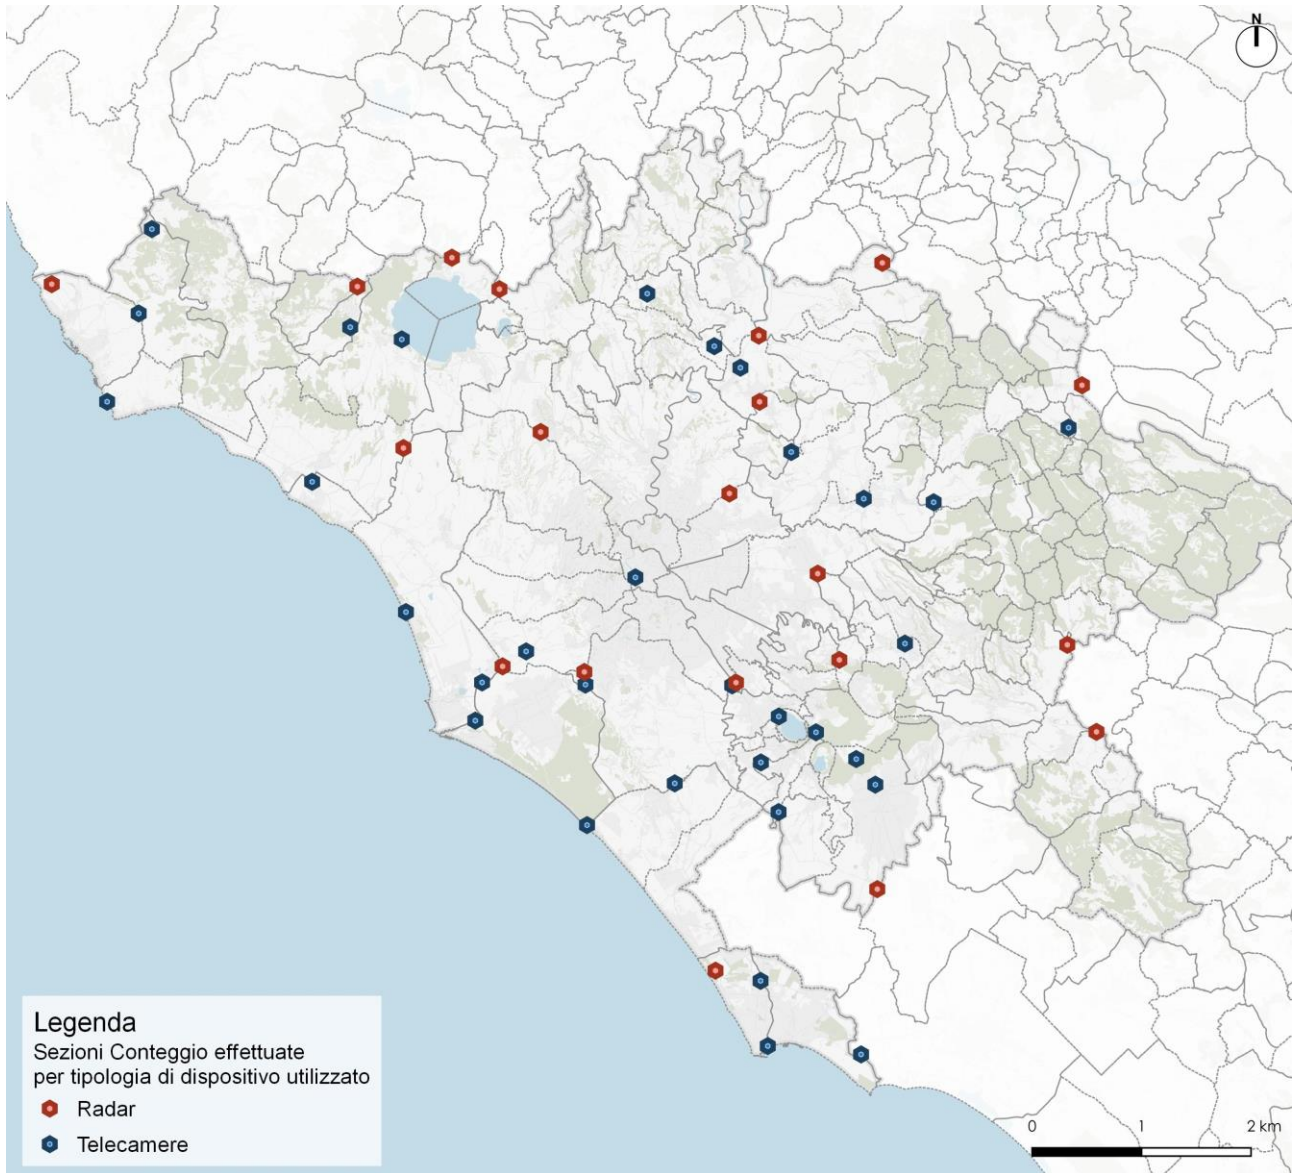 N
Legenda
Sezioni Conteggio effettuate
per tipologia di dispositivo utilizzato
Radar
Telecamere
0 1 2 km